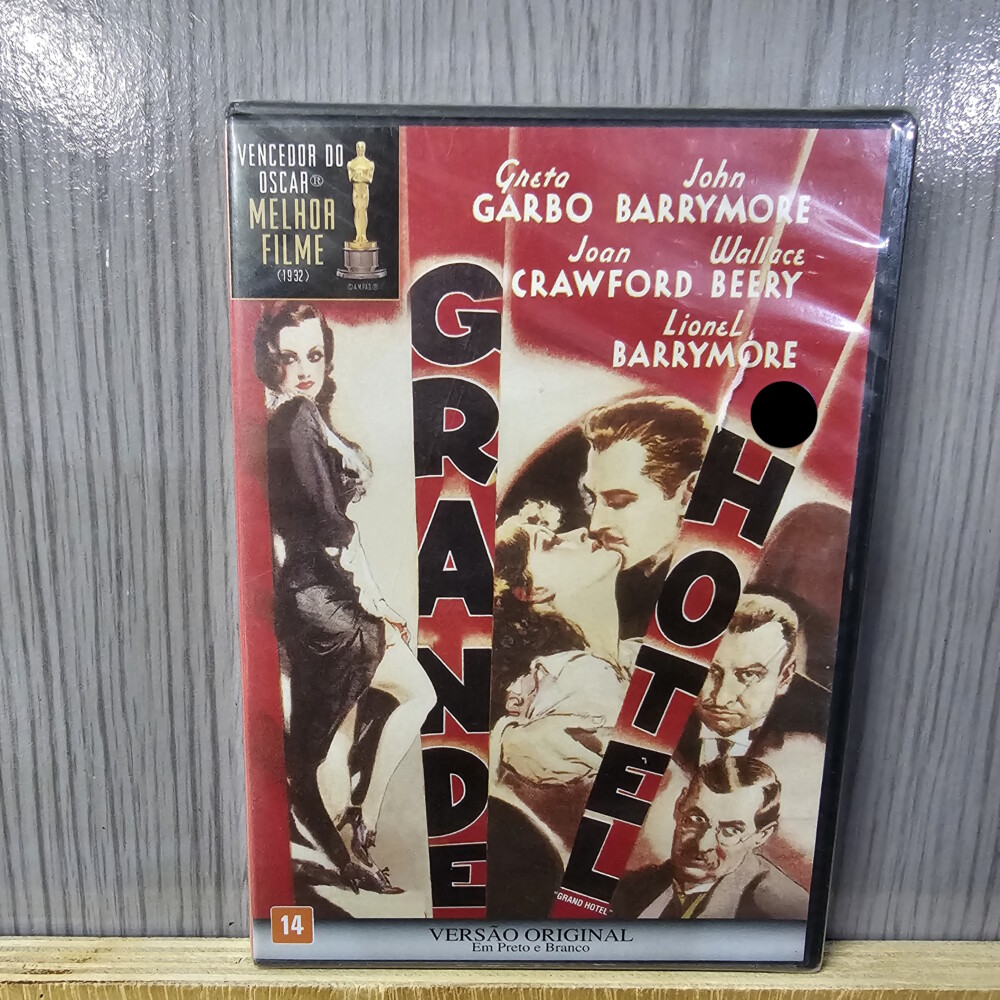 VENCEDOR DO
OSCAR®
MELHOR
FILME
(1932)
©A.M.P.A.S.®
Greta
GARBO
John
BARRYMORE
Joan
CRAWFORD
Wallace
BEERY
Lionel
BARRYMORE
GRANDE
HOTEL
"GRAND HOTEL"
14
VERSÃO ORIGINAL
Em Preto e Branco